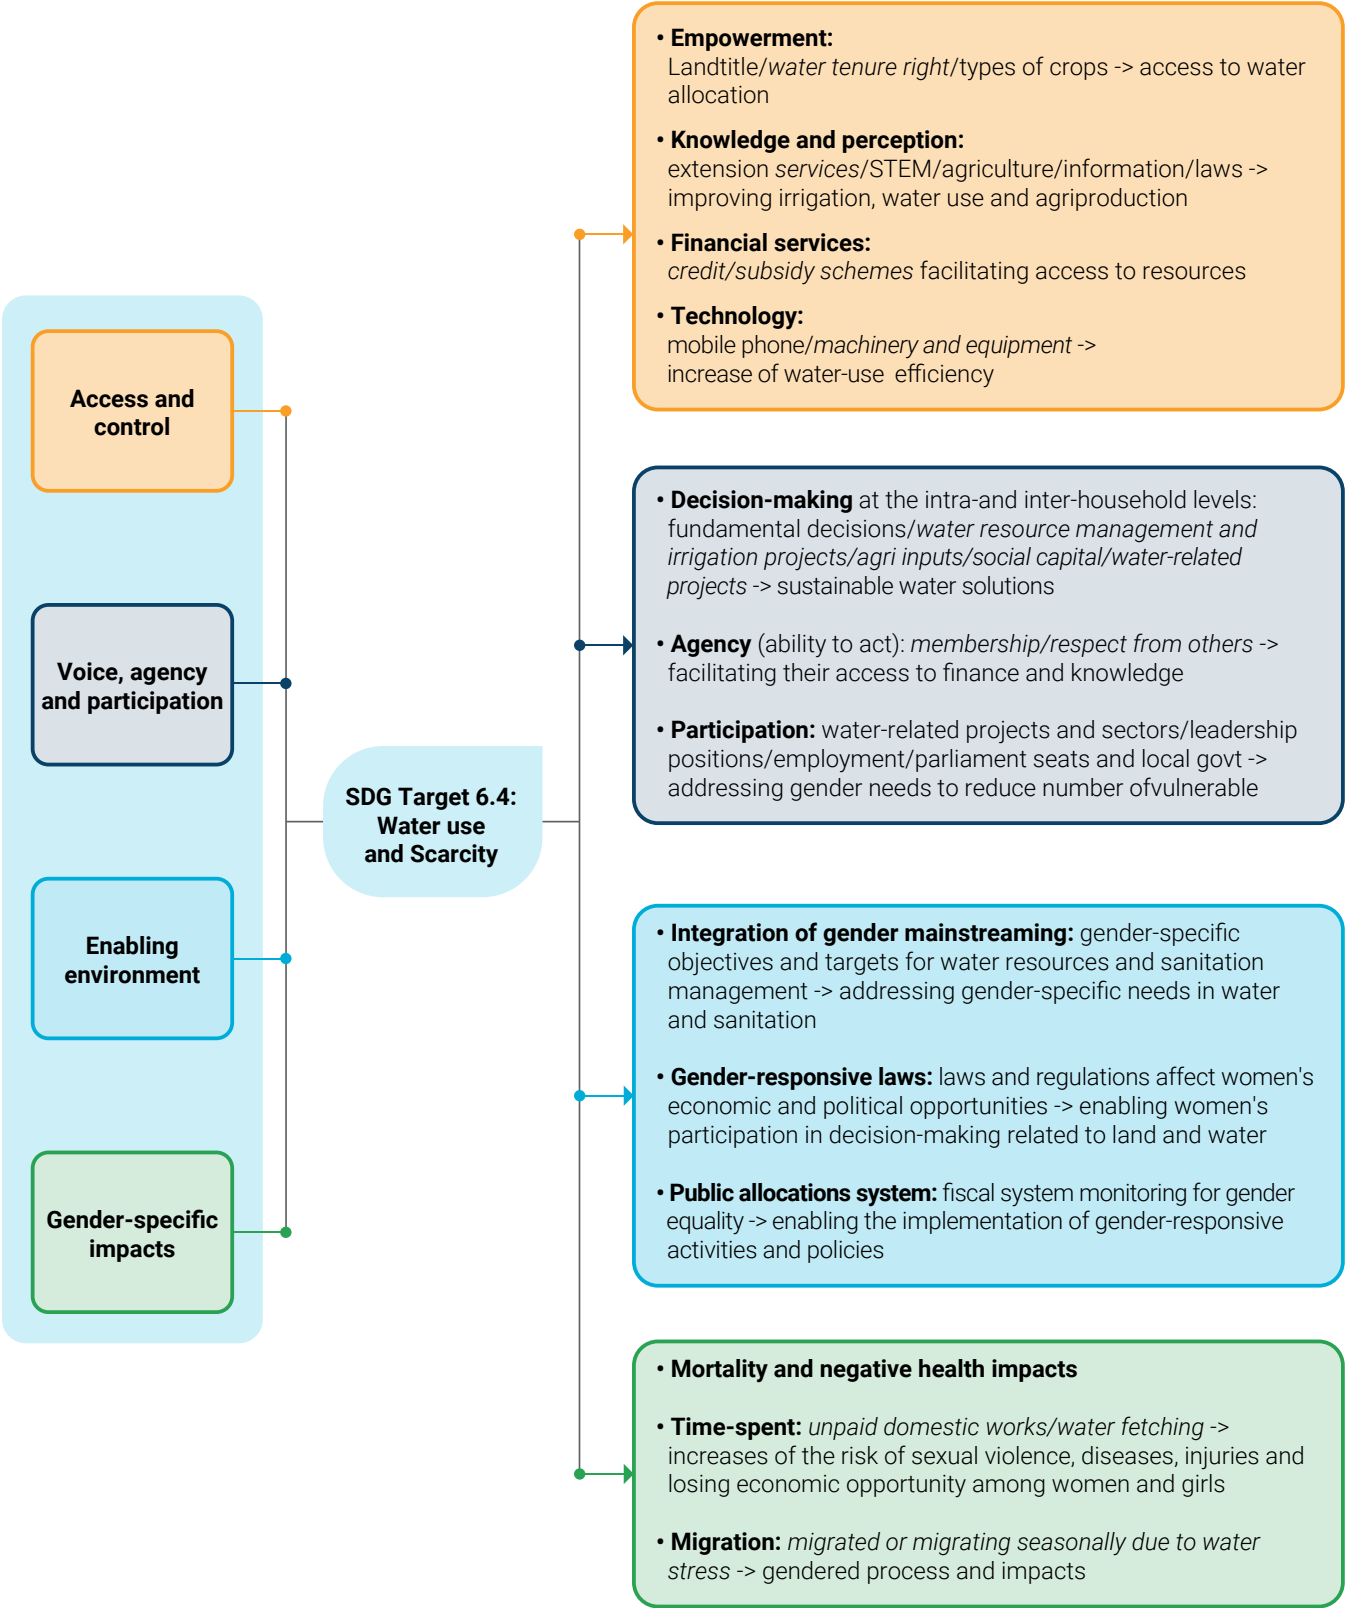 Access and
control
Voice, agency
and participation
Enabling
environment
Gender-specific
impacts
SDG Target 6.4:
Water use
and Scarcity
• Empowerment:
Landtitle/water tenure right/types of crops -> access to water
allocation
• Knowledge and perception:
extension services/STEM/agriculture/information/laws ->
improving irrigation, water use and agriproduction
• Financial services:
credit/subsidy schemes facilitating access to resources
• Technology:
mobile phone/machinery and equipment ->
increase of water-use efficiency
• Decision-making at the intra-and inter-household levels:
fundamental decisions/water resource management and
irrigation projects/agri inputs/social capital/water-related
projects -> sustainable water solutions
• Agency (ability to act): membership/respect from others ->
facilitating their access to finance and knowledge
• Participation: water-related projects and sectors/leadership
positions/employment/parliament seats and local govt ->
addressing gender needs to reduce number ofvulnerable
• Integration of gender mainstreaming: gender-specific
objectives and targets for water resources and sanitation
management -> addressing gender-specific needs in water
and sanitation
• Gender-responsive laws: laws and regulations affect women's
economic and political opportunities -> enabling women's
participation in decision-making related to land and water
• Public allocations system: fiscal system monitoring for gender
equality -> enabling the implementation of gender-responsive
activities and policies
• Mortality and negative health impacts
• Time-spent: unpaid domestic works/water fetching ->
increases of the risk of sexual violence, diseases, injuries and
losing economic opportunity among women and girls
• Migration: migrated or migrating seasonally due to water
stress -> gendered process and impacts